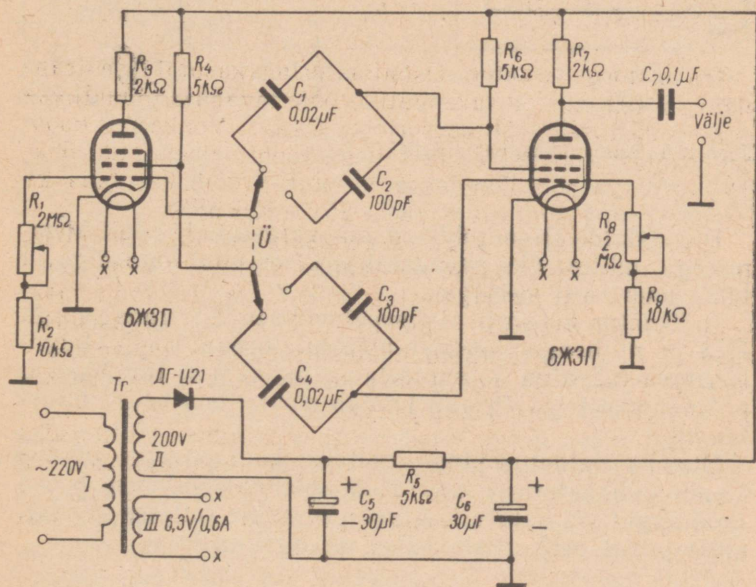 R₃
2kΩ
R₄
5kΩ
C₁
0,02µF
C₂
100pF
R₆
5kΩ
R₇
2kΩ
C₇ 0,1µF
Välje
R₁
2MΩ
R₂
10kΩ
x x
6Ж3П
Ü
C₃
100pF
C₄
0,02µF
x x
6Ж3П
R₈
2
MΩ
R₉
10kΩ
Tr
ДГ-Ц21
~220V
I
200V
II
III 6,3V/0,6A
x
x
+
C₅
–30µF
R₅
5kΩ
C₆
30µF
+
–